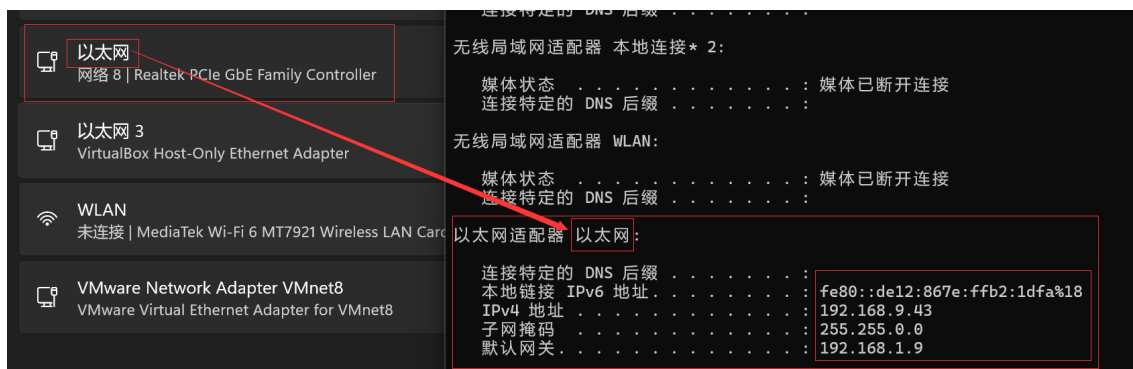 以太网
网络 8 | Realtek PCIe GbE Family Controller
以太网 3
VirtualBox Host-Only Ethernet Adapter
WLAN
未连接 | MediaTek Wi-Fi 6 MT7921 Wireless LAN Card
VMware Network Adapter VMnet8
VMware Virtual Ethernet Adapter for VMnet8
连接特定的 DNS 后缀 . . . . . . . :
无线局域网适配器 本地连接* 2:
媒体状态 . . . . . . . . . . . . : 媒体已断开连接
连接特定的 DNS 后缀 . . . . . . . :
无线局域网适配器 WLAN:
媒体状态 . . . . . . . . . . . . : 媒体已断开连接
连接特定的 DNS 后缀 . . . . . . . :
以太网适配器 以太网:
连接特定的 DNS 后缀 . . . . . . . :
本地链接 IPv6 地址. . . . . . . . : fe80::de12:867e:ffb2:1dfa%18
IPv4 地址 . . . . . . . . . . . . : 192.168.9.43
子网掩码 . . . . . . . . . . . . : 255.255.0.0
默认网关. . . . . . . . . . . . . : 192.168.1.9